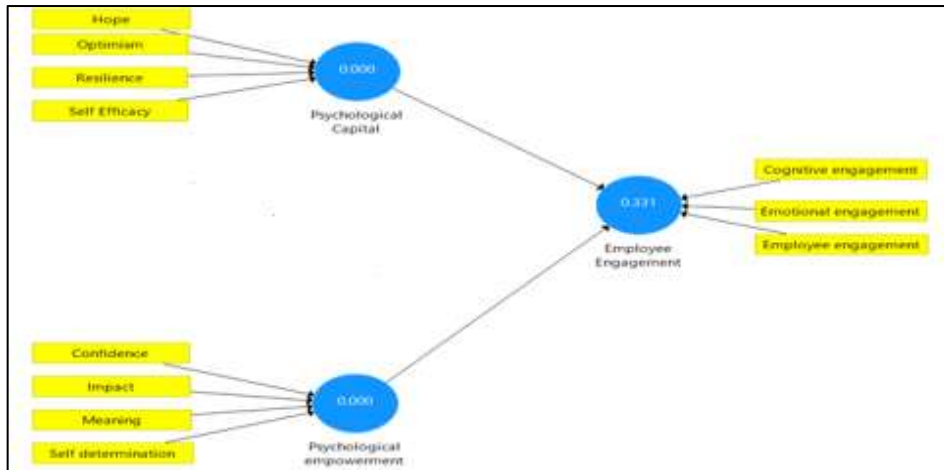 Hope
Optimism
Resilience
Self Efficacy
0.000
Psychological
Capital
0.331
Employee
Engagement
Cognitive engagement
Emotional engagement
Employee engagement
Confidence
Impact
Meaning
Self determination
0.000
Psychological
empowerment